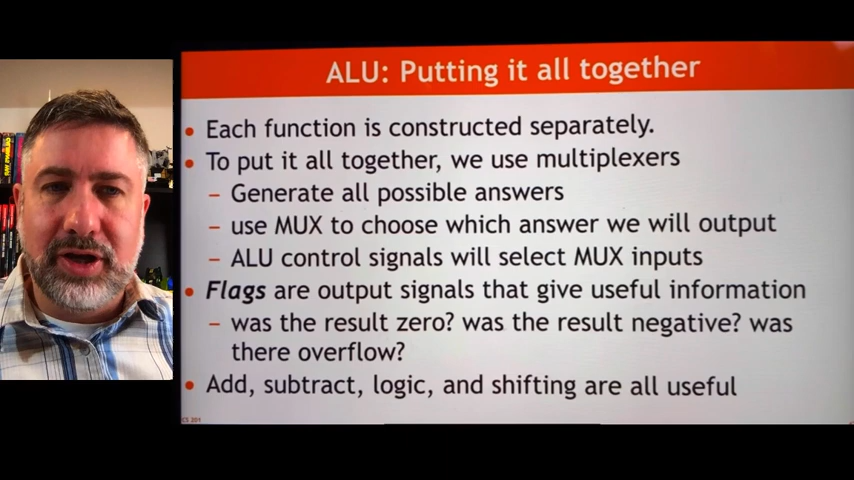 ALU: Putting it all together
• Each function is constructed separately.
• To put it all together, we use multiplexers
– Generate all possible answers
– use MUX to choose which answer we will output
– ALU control signals will select MUX inputs
• Flags are output signals that give useful information
– was the result zero? was the result negative? was
there overflow?
• Add, subtract, logic, and shifting are all useful